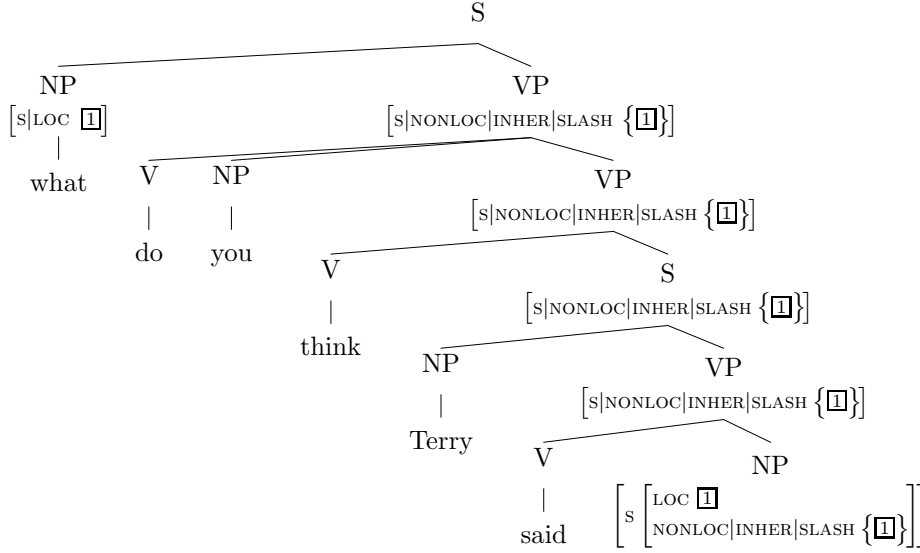 S
NP VP
[S|LOC 1] [S|NONLOC|INHER|SLASH {1}]
what V NP VP
[S|NONLOC|INHER|SLASH {1}]
do you V S
[S|NONLOC|INHER|SLASH {1}]
think NP VP
[S|NONLOC|INHER|SLASH {1}]
Terry V NP
[S [LOC 1
NONLOC|INHER|SLASH {1}]]
said